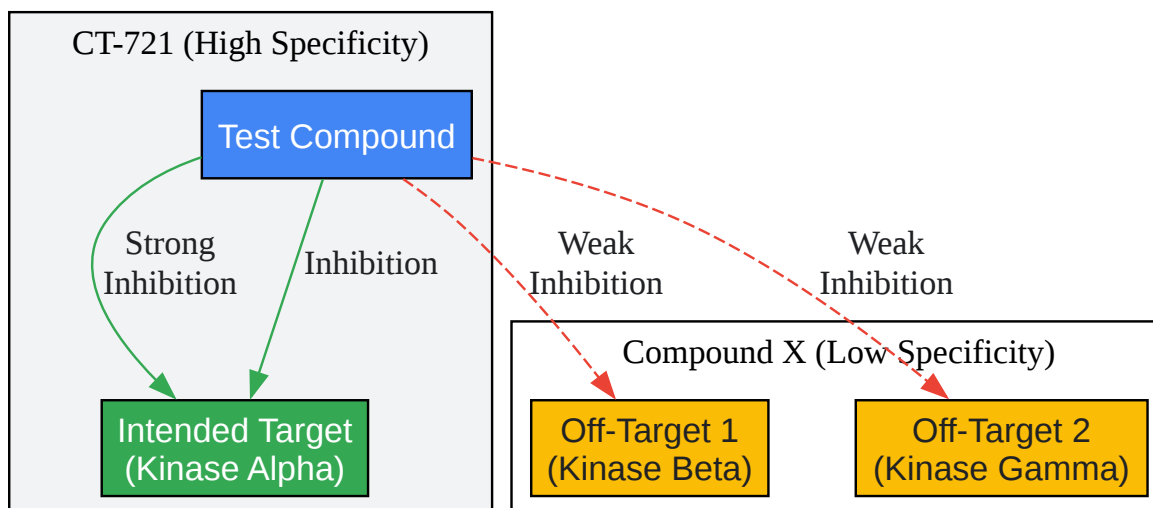 CT-721 (High Specificity)
Test Compound
Strong
Inhibition
Inhibition
Weak
Inhibition
Weak
Inhibition
Compound X (Low Specificity)
Intended Target
(Kinase Alpha)
Off-Target 1
(Kinase Beta)
Off-Target 2
(Kinase Gamma)